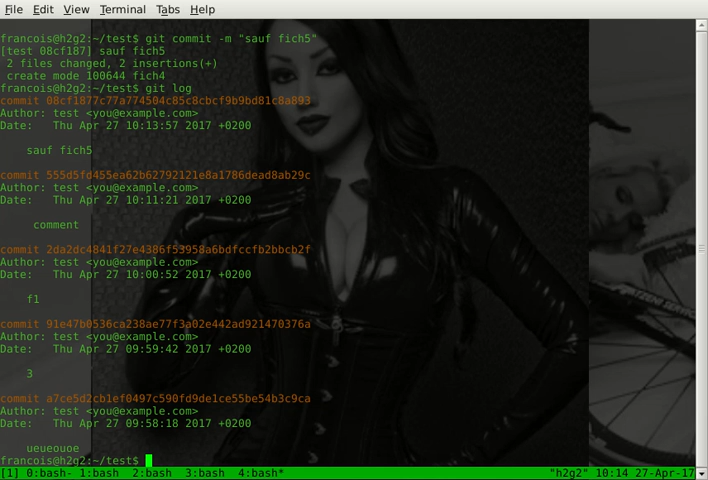 File Edit View Terminal Tabs Help
francois@h2g2:~/test$ git commit -m "sauf fich5"
[test 08cf187] sauf fich5
2 files changed, 2 insertions(+)
create mode 100644 fich4
francois@h2g2:~/test$ git log
commit 08cf1877c77a774504c85c8cbcf9b9bd81c8a893
Author: test <you@example.com>
Date: Thu Apr 27 10:13:57 2017 +0200
sauf fich5
commit 555d5fd455ea62b62792121e8a1786dead8ab29c
Author: test <you@example.com>
Date: Thu Apr 27 10:11:21 2017 +0200
comment
commit 2da2dc4841f27e4386f53958a6bdfccfb2bbcb2f
Author: test <you@example.com>
Date: Thu Apr 27 10:00:52 2017 +0200
f1
commit 91e47b0536ca238ae77f3a02e442ad921470376a
Author: test <you@example.com>
Date: Thu Apr 27 09:59:42 2017 +0200
3
commit a7ce5d2cb1ef0497c590fd9de1ce55be54b3c9ca
Author: test <you@example.com>
Date: Thu Apr 27 09:58:18 2017 +0200
ueueouoe
francois@h2g2:~/test$
[1] 0:bash- 1:bash 2:bash 3:bash 4:bash* "h2g2" 10:14 27-Apr-17